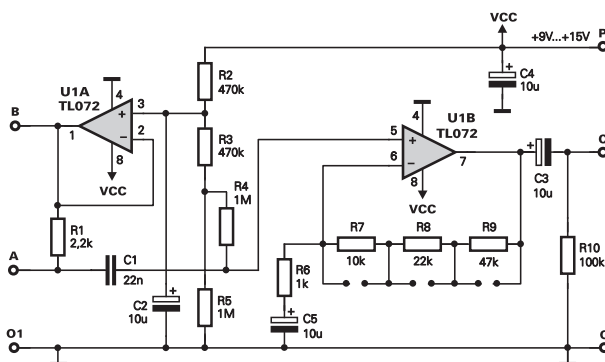 VCC
+9V...+15V
P
U1A
TL072
4
3
+
2
−
1
8
VCC
B
R2
470k
+
C4
10u
R3
470k
U1B
TL072
4
5
+
6
−
7
8
VCC
+
C3
10u
R4
1M
R1
2,2k
A
C1
22n
R7
10k
R8
22k
R9
47k
R10
100k
R6
1k
C2
10u
+
R5
1M
+
C5
10u
O1